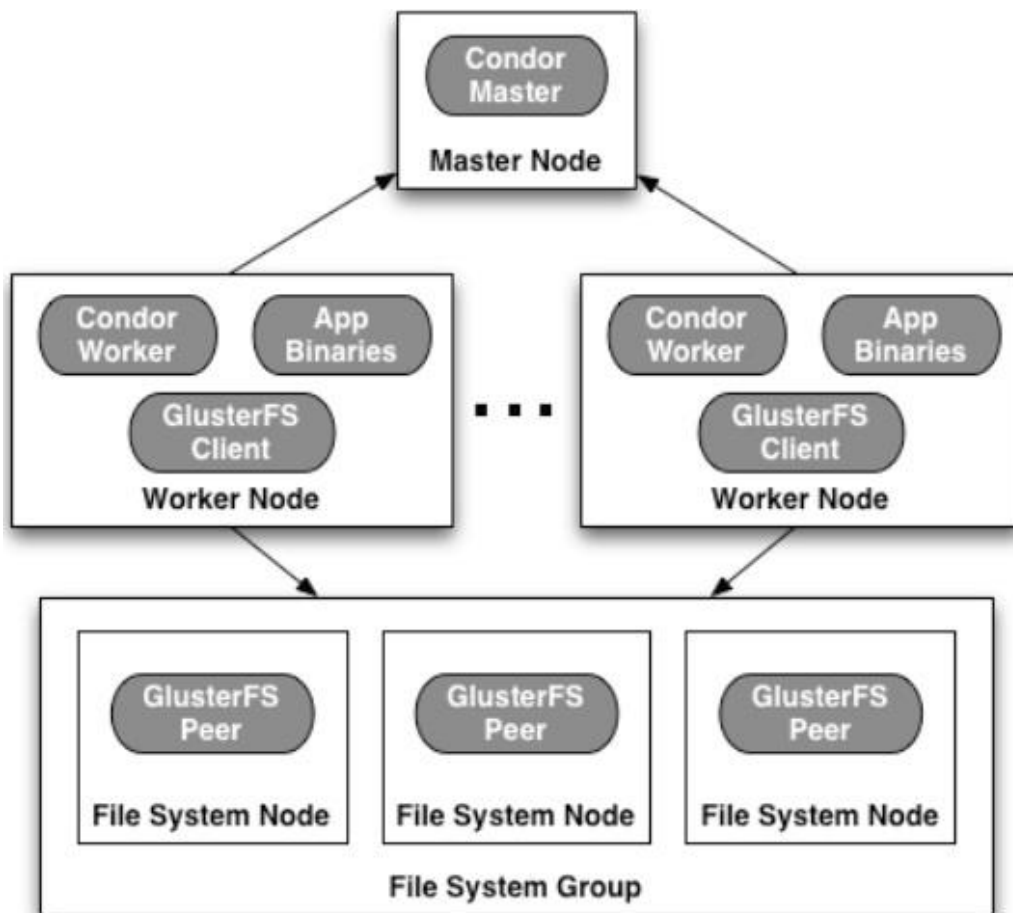 Condor
Master
Master Node
Condor
Worker
App
Binaries
GlusterFS
Client
Worker Node
Condor
Worker
App
Binaries
GlusterFS
Client
Worker Node
GlusterFS
Peer
File System Node
GlusterFS
Peer
File System Node
GlusterFS
Peer
File System Node
File System Group